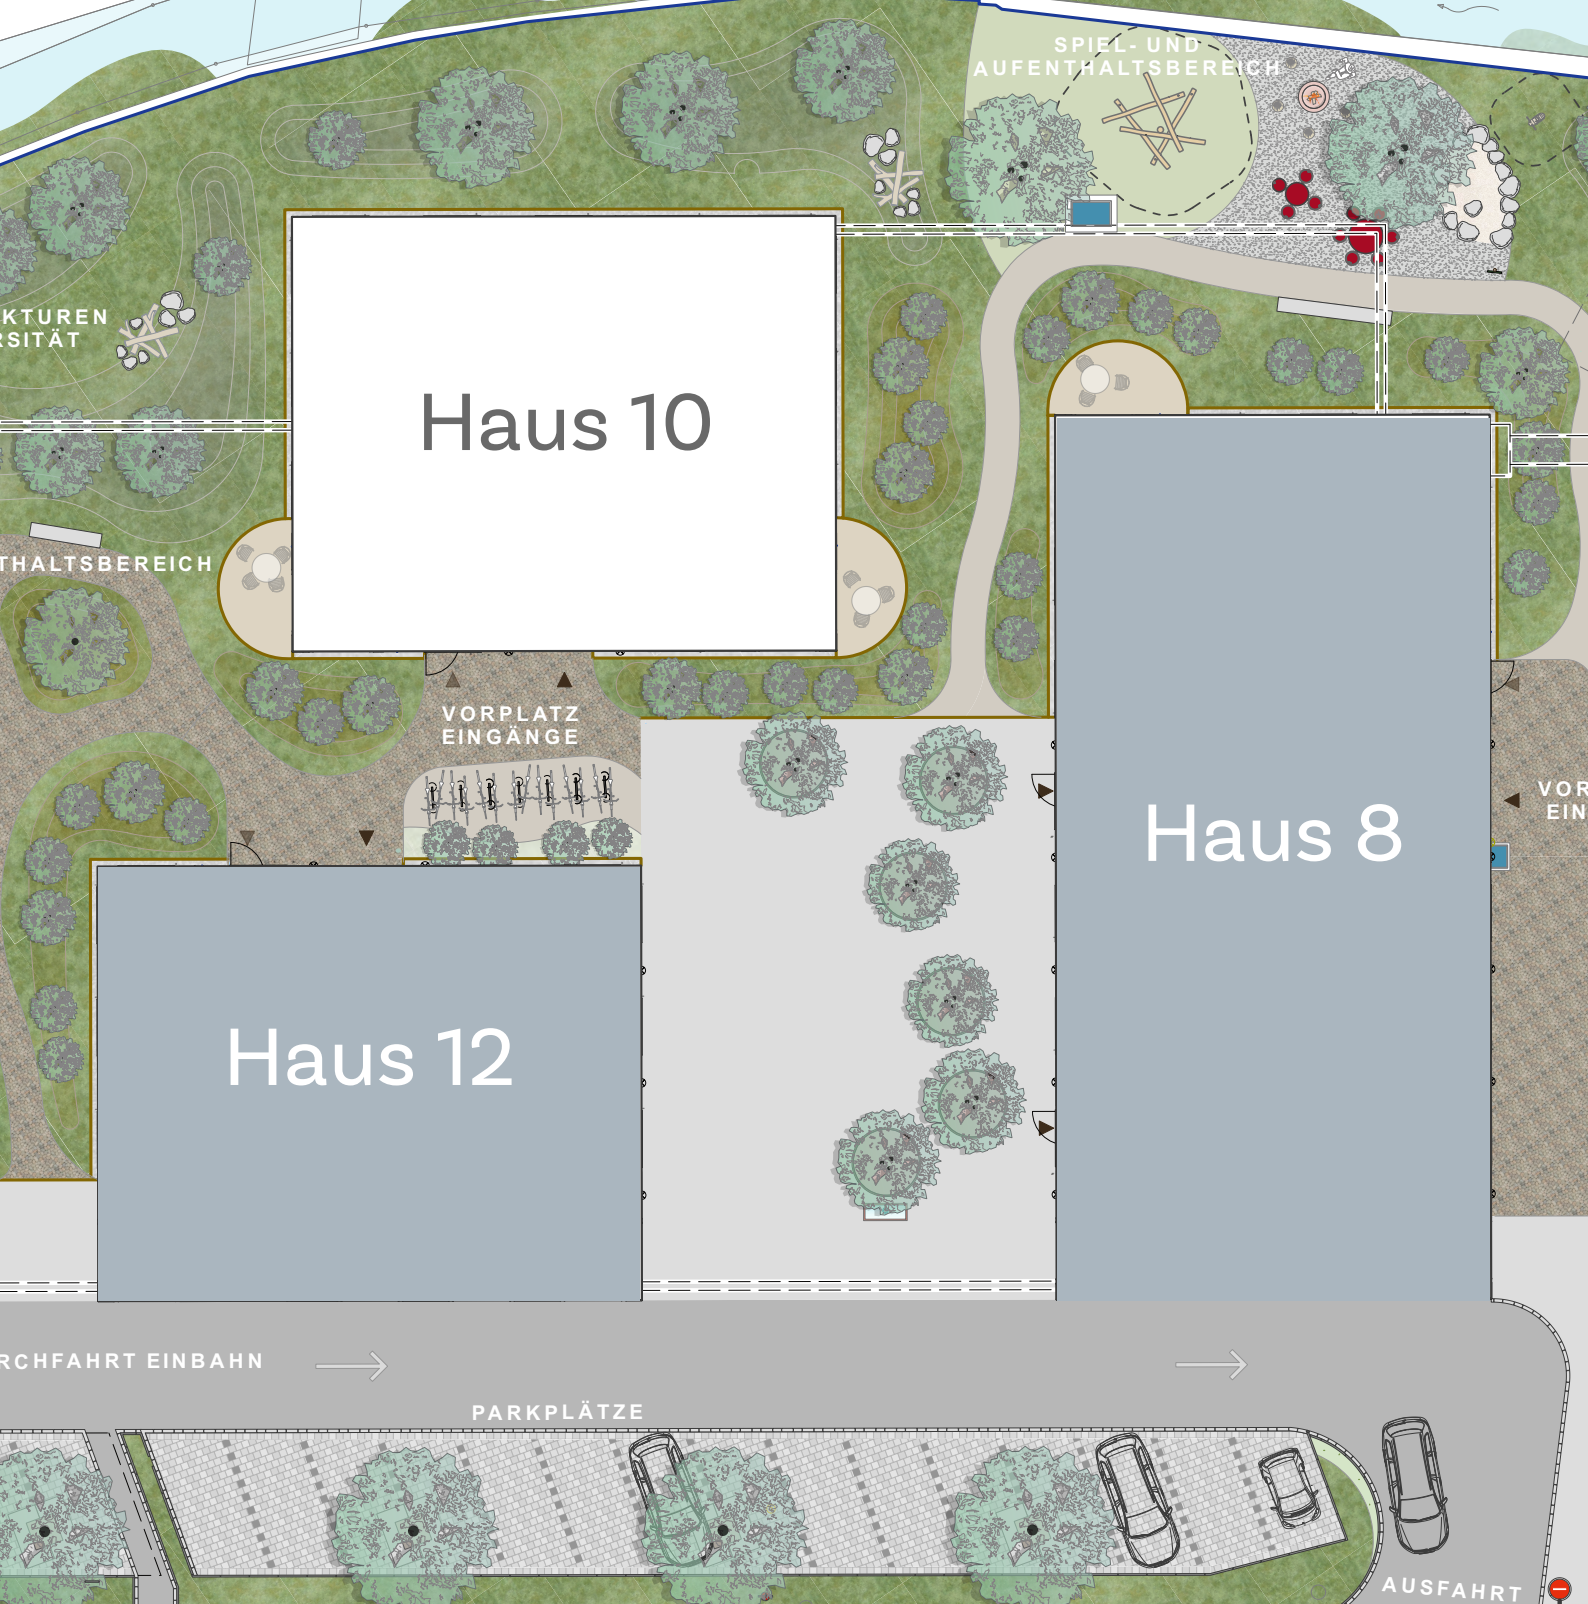 SPIEL- UND
AUFENTHALTSBEREICH
KTUREN
RSITÄT
Haus 10
THALTSBEREICH
VORPLATZ
EINGÄNGE
VOR
EIN
Haus 8
Haus 12
RCHFAHRT EINBAHN
PARKPLÄTZE
AUSFAHRT